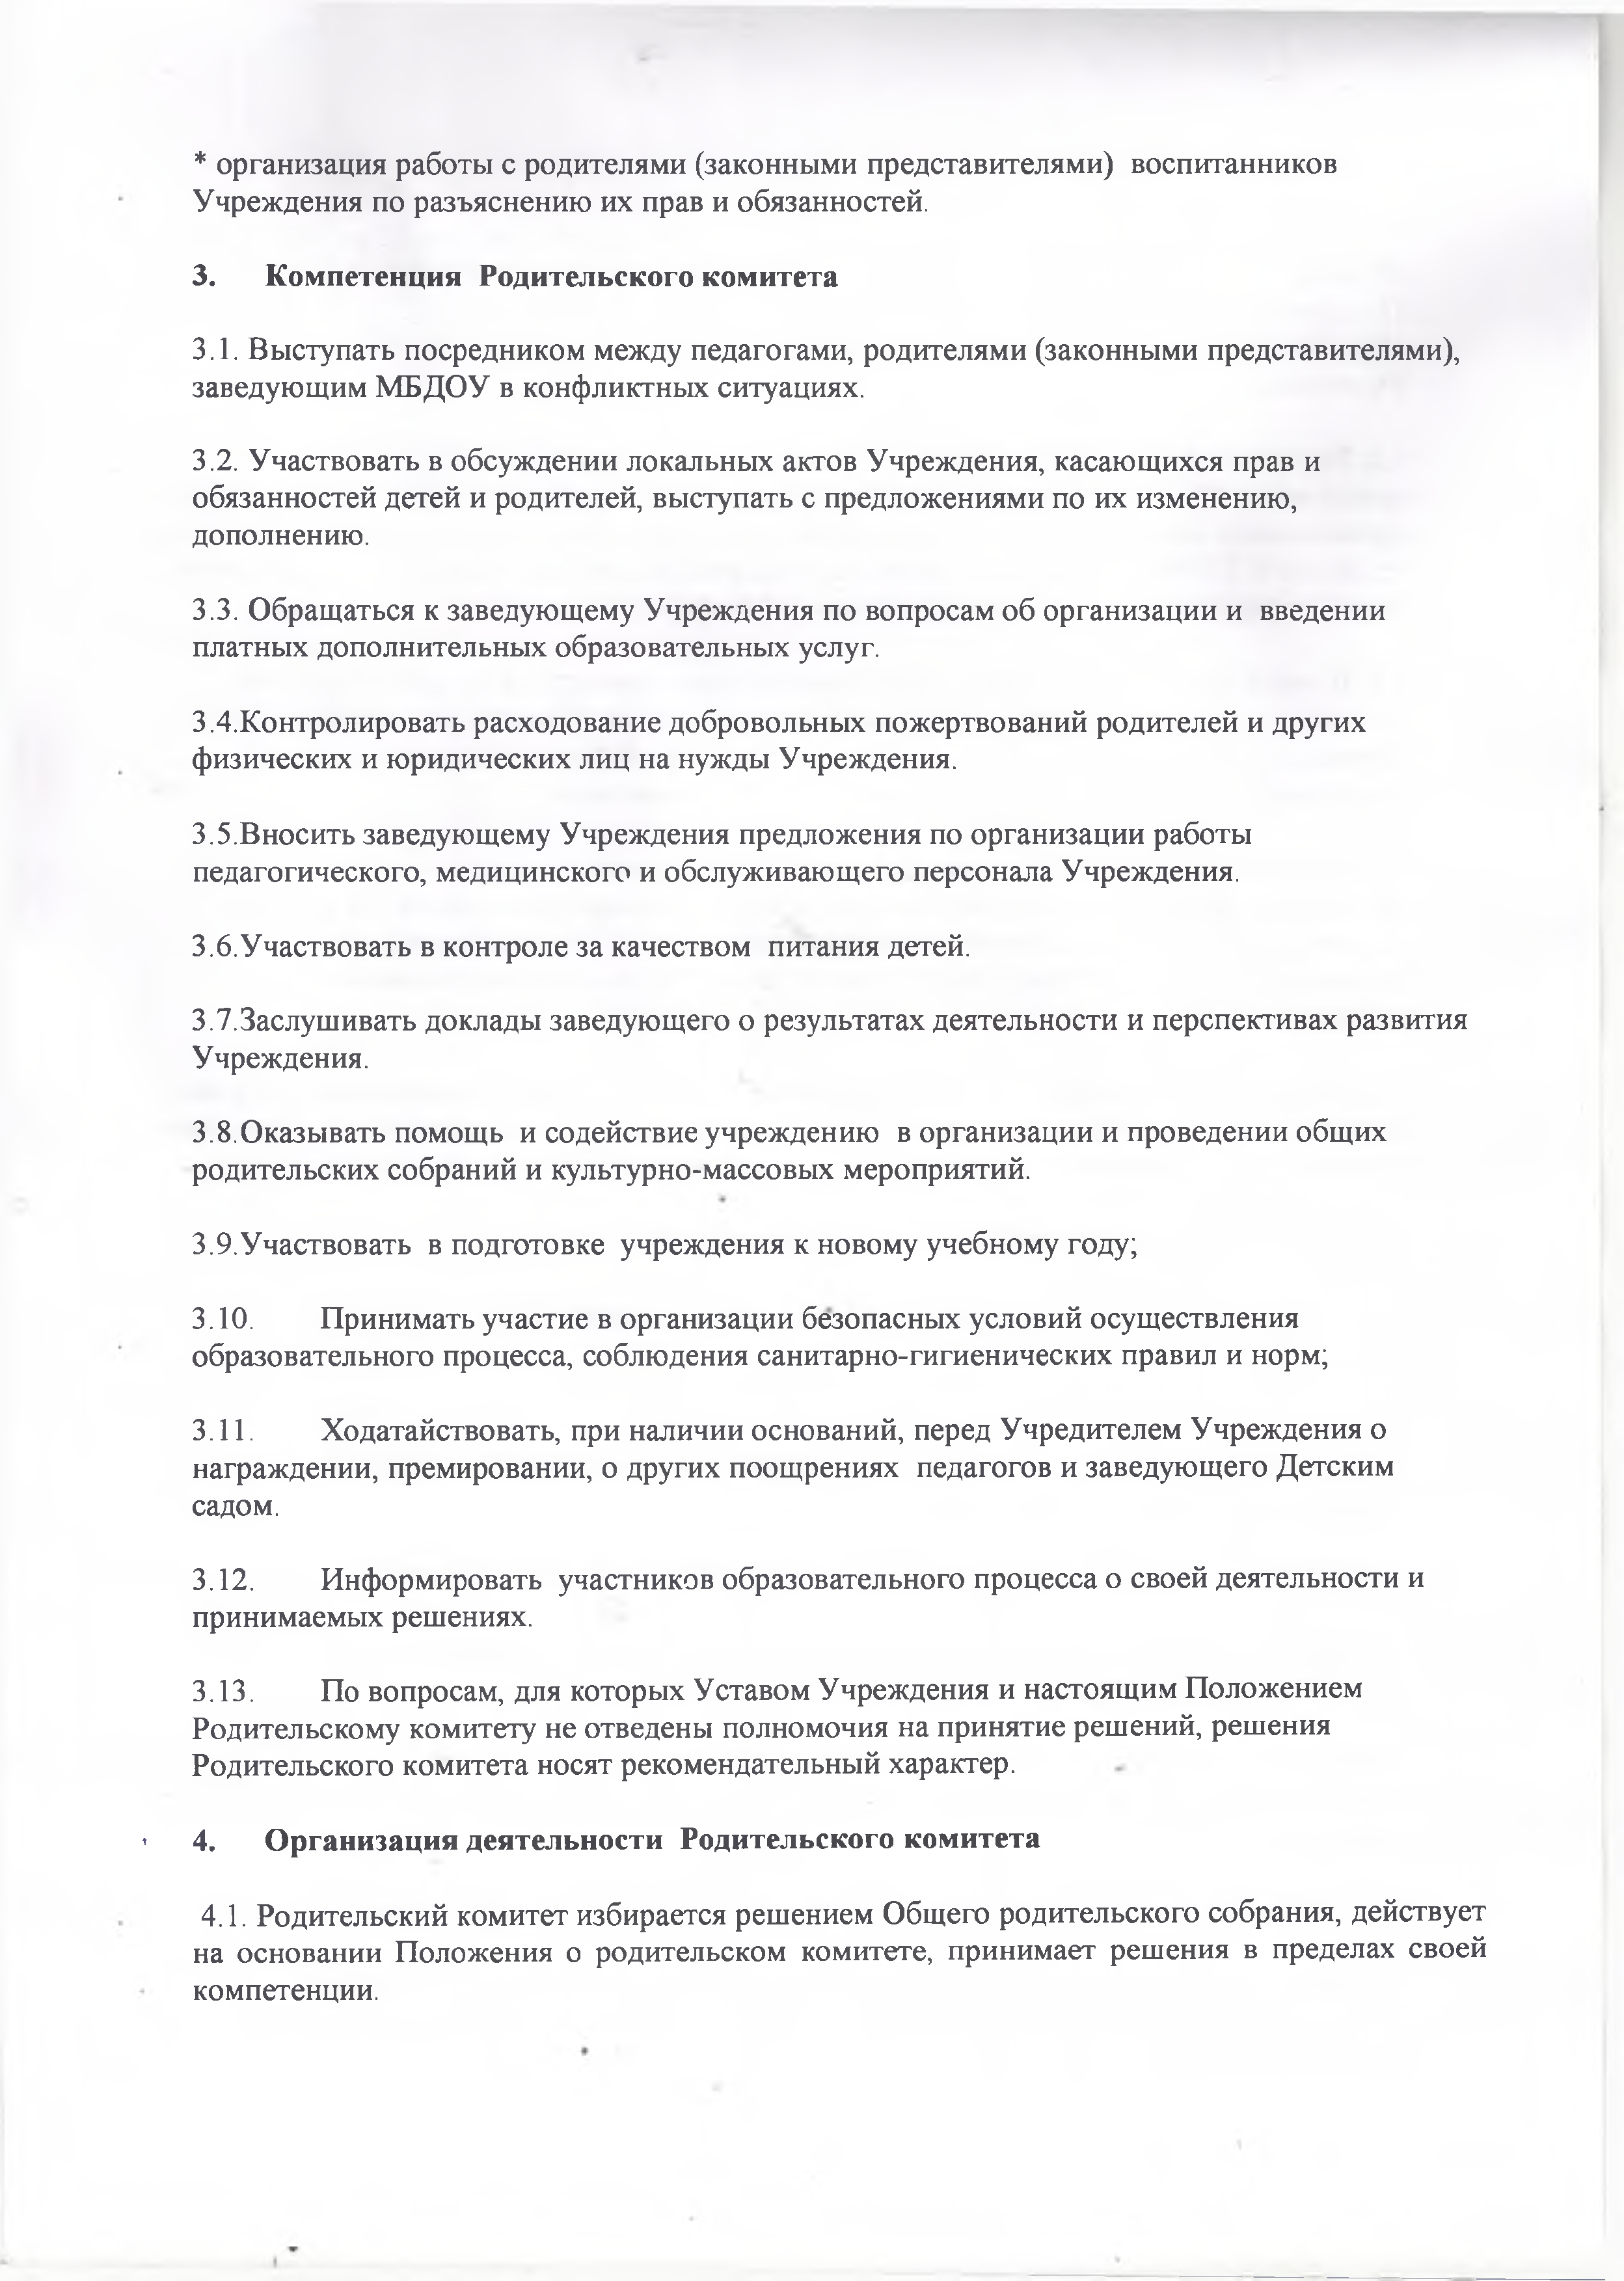 * организация работы с родителями (законными представителями)  воспитанников
Учреждения по разъяснению их прав и обязанностей.
3. Компетенция  Родительского комитета
3.1. Выступать посредником между педагогами, родителями (законными представителями),
заведующим МБДОУ в конфликтных ситуациях.
3.2. Участвовать в обсуждении локальных актов Учреждения, касающихся прав и
обязанностей детей и родителей, выступать с предложениями по их изменению,
дополнению.
3.3. Обращаться к заведующему Учреждения по вопросам об организации и  введении
платных дополнительных образовательных услуг.
3.4.Контролировать расходование добровольных пожертвований родителей и других
физических и юридических лиц на нужды Учреждения.
3.5.Вносить заведующему Учреждения предложения по организации работы
педагогического, медицинского и обслуживающего персонала Учреждения.
3.6.Участвовать в контроле за качеством  питания детей.
3.7.Заслушивать доклады заведующего о результатах деятельности и перспективах развития
Учреждения.
3.8.Оказывать помощь  и содействие учреждению  в организации и проведении общих
родительских собраний и культурно-массовых мероприятий.
3.9.Участвовать  в подготовке  учреждения к новому учебному году;
3.10. Принимать участие в организации безопасных условий осуществления
образовательного процесса, соблюдения санитарно-гигиенических правил и норм;
3.11. Ходатайствовать, при наличии оснований, перед Учредителем Учреждения о
награждении, премировании, о других поощрениях  педагогов и заведующего Детским
садом.
3.12. Информировать  участников образовательного процесса о своей деятельности и
принимаемых решениях.
3.13. По вопросам, для которых Уставом Учреждения и настоящим Положением
Родительскому комитету не отведены полномочия на принятие решений, решения
Родительского комитета носят рекомендательный характер.
4. Организация деятельности  Родительского комитета
4.1. Родительский комитет избирается решением Общего родительского собрания, действует
на основании Положения о родительском комитете, принимает решения в пределах своей
компетенции.